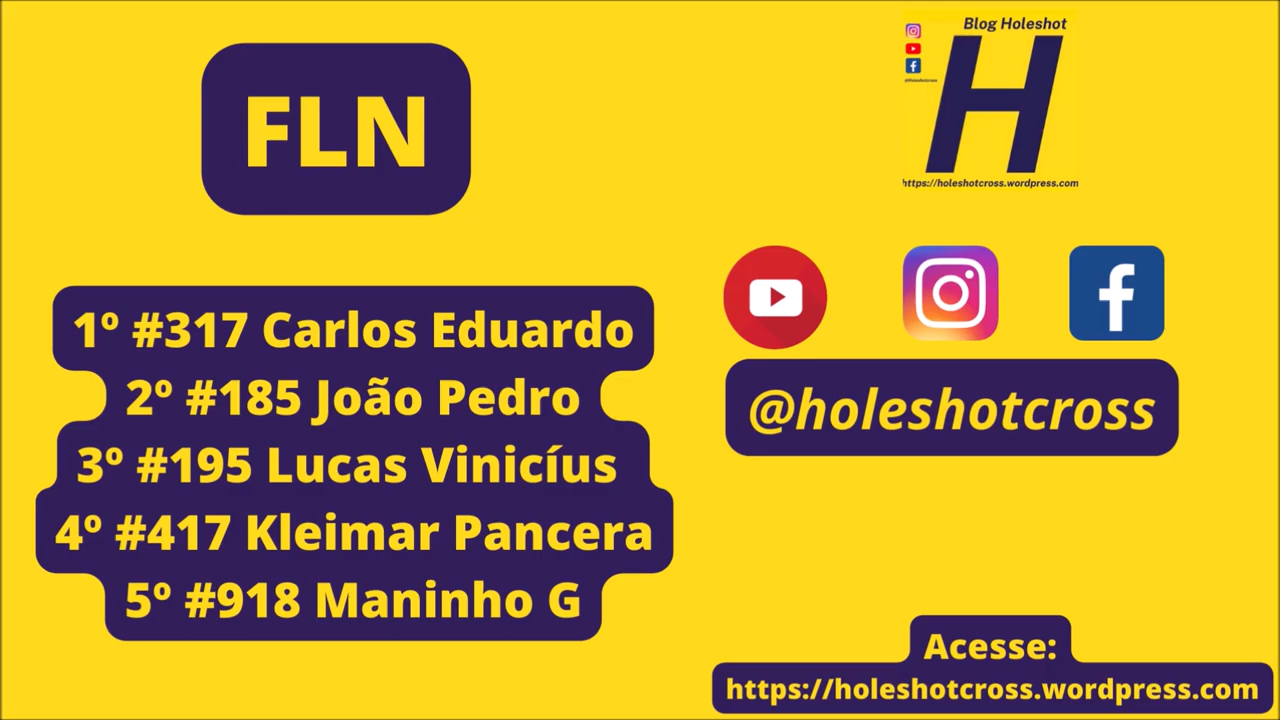 FLN
1º #317 Carlos Eduardo
2º #185 João Pedro
3º #195 Lucas Vinicíus
4º #417 Kleimar Pancera
5º #918 Maninho G
Blog Holeshot
H
@Holeshotcross
https://holeshotcross.wordpress.com
@holeshotcross
Acesse:
https://holeshotcross.wordpress.com